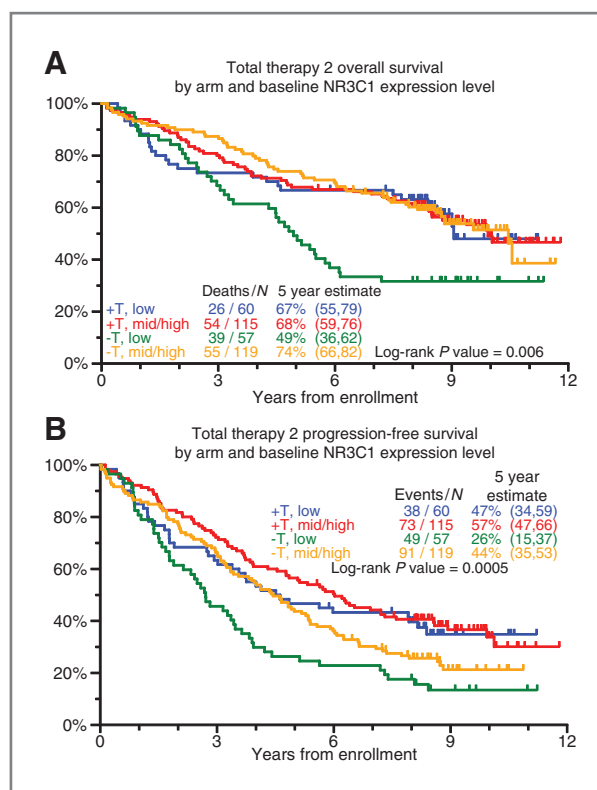 A
Total therapy 2 overall survival
by arm and baseline NR3C1 expression level
100%
80%
60%
40%
20%
0%
Deaths/N 5 year estimate
+T, low 26 / 60 67% (55,79)
+T, mid/high 54 / 115 68% (59,76)
-T, low 39 / 57 49% (36,62)
-T, mid/high 55 / 119 74% (66,82)
Log-rank P value = 0.006
0 3 6 9 12
Years from enrollment
B
Total therapy 2 progression-free survival
by arm and baseline NR3C1 expression level
100%
80%
60%
40%
20%
0%
5 year
Events/N estimate
+T, low 38 / 60 47% (34,59)
+T, mid/high 73 / 115 57% (47,66)
-T, low 49 / 57 26% (15,37)
-T, mid/high 91 / 119 44% (35,53)
Log-rank P value = 0.0005
0 3 6 9 12
Years from enrollment